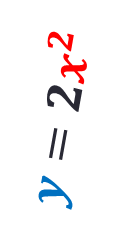 y = 2x²